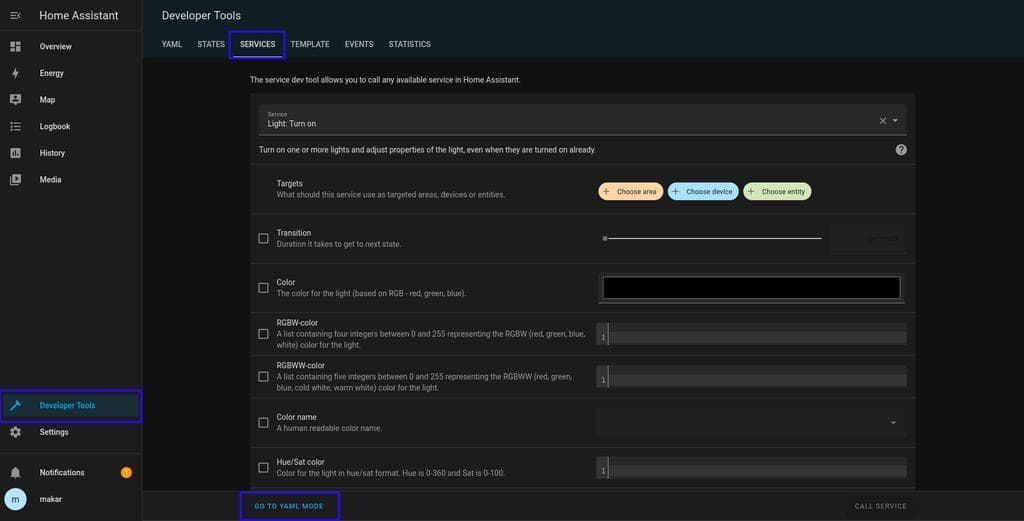 Home Assistant
Developer Tools
YAML STATES SERVICES TEMPLATE EVENTS STATISTICS
Overview
Energy
Map
Logbook
History
Media
Developer Tools
Settings
Notifications
m makar
The service dev tool allows you to call any available service in Home Assistant.
Service
Light: Turn on
Turn on one or more lights and adjust properties of the light, even when they are turned on already.
Targets
What should this service use as targeted areas, devices or entities.
Choose area Choose device Choose entity
Transition
Duration it takes to get to next state.
Color
The color for the light (based on RGB - red, green, blue).
RGBW-color
A list containing four integers between 0 and 255 representing the RGBW (red, green, blue,
white) color for the light.
1
RGBWW-color
A list containing five integers between 0 and 255 representing the RGBWW (red, green,
blue, cold white, warm white) color for the light.
1
Color name
A human readable color name.
Hue/Sat color
Color for the light in hue/sat format. Hue is 0-360 and Sat is 0-100.
1
GO TO YAML MODE
CALL SERVICE